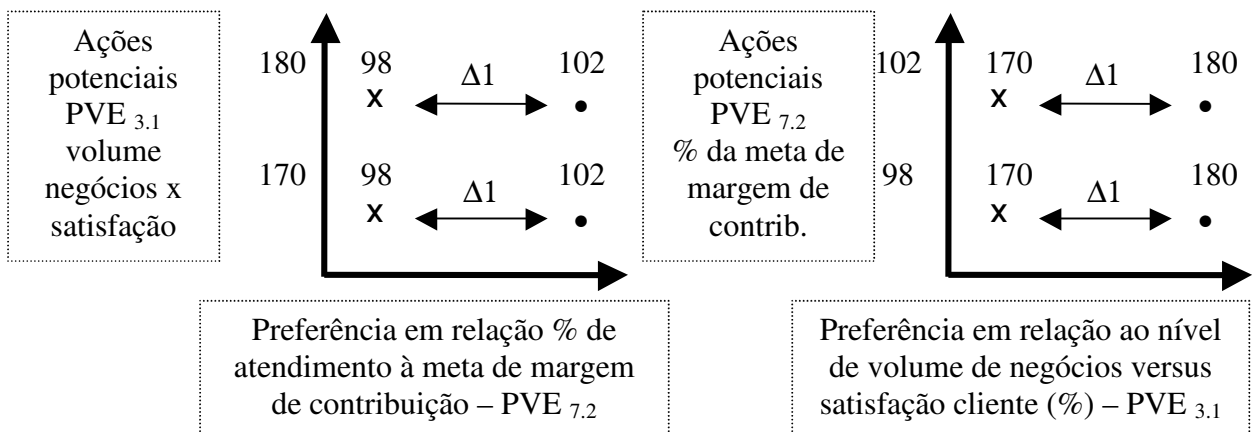 Ações
potenciais
PVE 3.1
volume
negócios x
satisfação
180 98 Δ1 102
x •
170 98 Δ1 102
x •
Preferência em relação % de
atendimento à meta de margem
de contribuição – PVE 7.2
Ações
potenciais
PVE 7.2
% da meta de
margem de
contrib.
102 170 Δ1 180
x •
98 170 Δ1 180
x •
Preferência em relação ao nível
de volume de negócios versus
satisfação cliente (%) – PVE 3.1